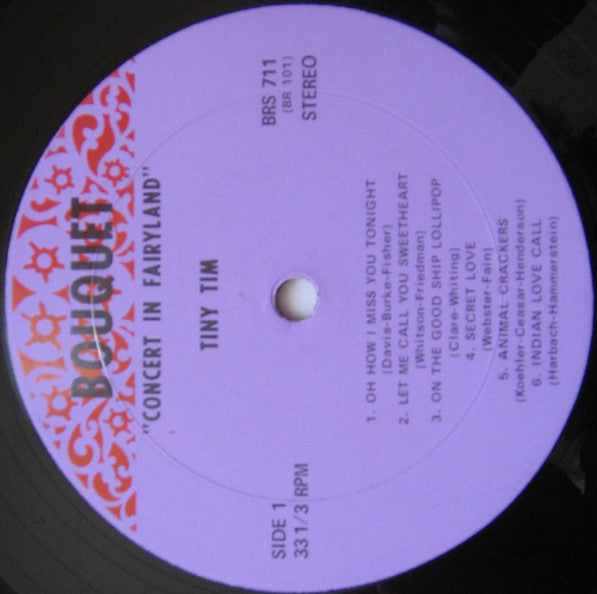 BOUQUET
"CONCERT IN FAIRYLAND"
TINY TIM
SIDE 1
33 1/3 RPM
BRS 711
(BR 101)
STEREO
1. OH HOW I MISS YOU TONIGHT
(Davis-Burke-Fisher)
2. LET ME CALL YOU SWEETHEART
(Whitson-Friedman)
3. ON THE GOOD SHIP LOLLIPOP
(Clare-Whiting)
4. SECRET LOVE
(Webster-Fain)
5. ANIMAL CRACKERS
(Koehler-Ceasar-Henderson)
6. INDIAN LOVE CALL
(Harbach-Hammerstein)